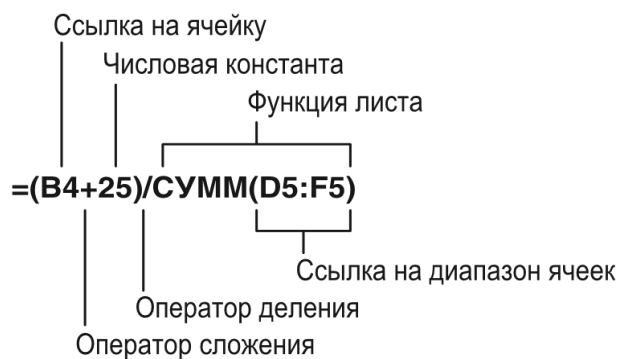 Ссылка на ячейку
Числовая константа
Функция листа
=(B4+25)/СУММ(D5:F5)
Ссылка на диапазон ячеек
Оператор деления
Оператор сложения